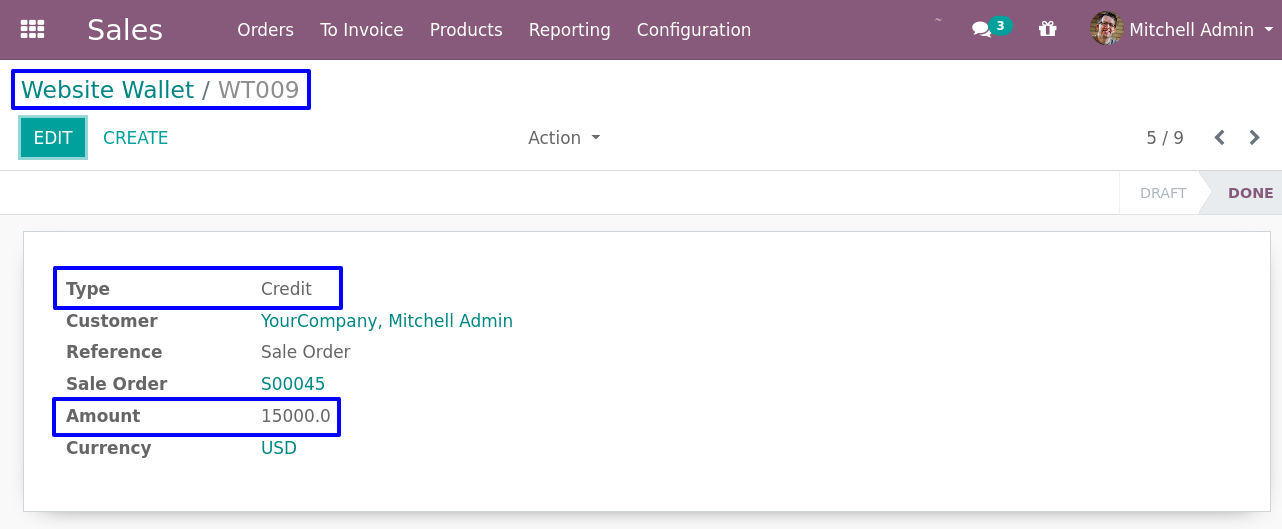 Sales Orders To Invoice Products Reporting Configuration 3 Mitchell Admin
Website Wallet / WT009
EDIT CREATE Action 5 / 9
DRAFT DONE
Type Credit
Customer YourCompany, Mitchell Admin
Reference Sale Order
Sale Order S00045
Amount 15000.0
Currency USD